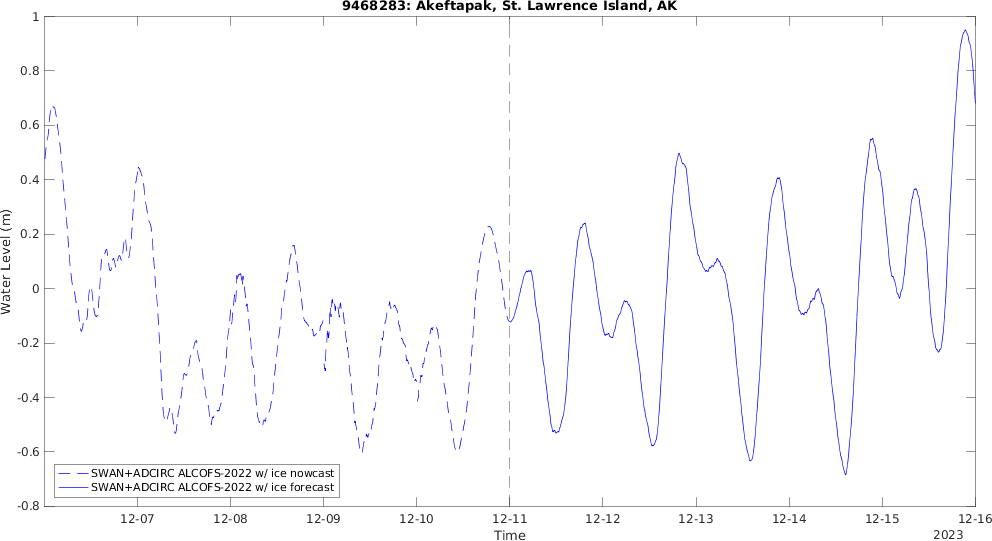 9468283: Akeftapak, St. Lawrence Island, AK
1
0.8
0.6
0.4
0.2
0
-0.2
-0.4
-0.6
-0.8
Water Level (m)
SWAN+ADCIRC ALCOFS-2022 w/ ice nowcast
SWAN+ADCIRC ALCOFS-2022 w/ ice forecast
12-07 12-08 12-09 12-10 12-11 12-12 12-13 12-14 12-15 12-16
Time
2023